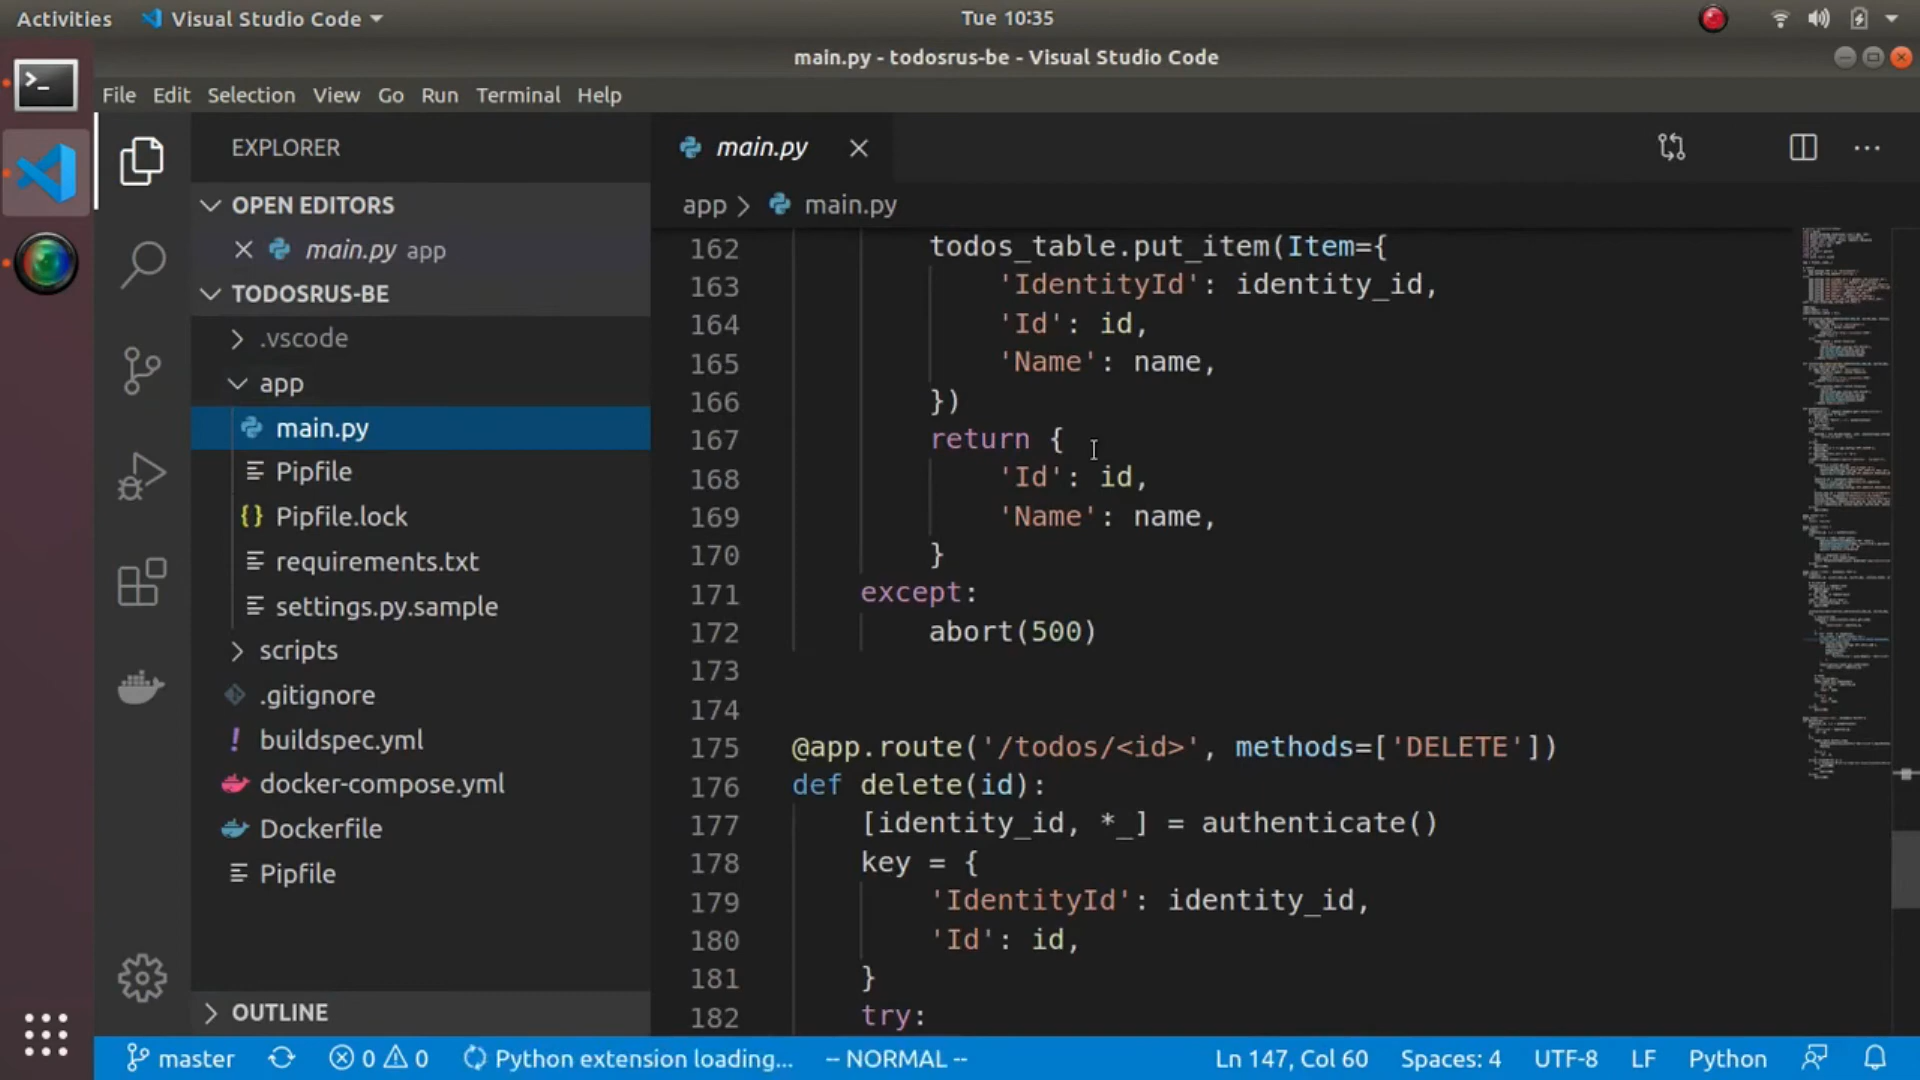 Activities Visual Studio Code Tue 10:35
main.py - todosrus-be - Visual Studio Code
File Edit Selection View Go Run Terminal Help
EXPLORER
OPEN EDITORS
main.py app
TODOSRUS-BE
.vscode
app
main.py
Pipfile
Pipfile.lock
requirements.txt
settings.py.sample
scripts
.gitignore
buildspec.yml
docker-compose.yml
Dockerfile
Pipfile
OUTLINE
main.py
app > main.py
162 todos_table.put_item(Item={
163 'IdentityId': identity_id,
164 'Id': id,
165 'Name': name,
166 })
167 return {
168 'Id': id,
169 'Name': name,
170 }
171 except:
172 abort(500)
173
174
175 @app.route('/todos/<id>', methods=['DELETE'])
176 def delete(id):
177 [identity_id, *_] = authenticate()
178 key = {
179 'IdentityId': identity_id,
180 'Id': id,
181 }
182 try:
master 0 0 Python extension loading... -- NORMAL -- Ln 147, Col 60 Spaces: 4 UTF-8 LF Python